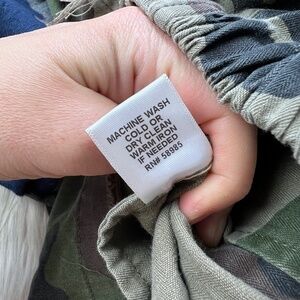 MACHINE WASH
COLD OR
DRY CLEAN
WARM IRON
IF NEEDED
RN# 58985